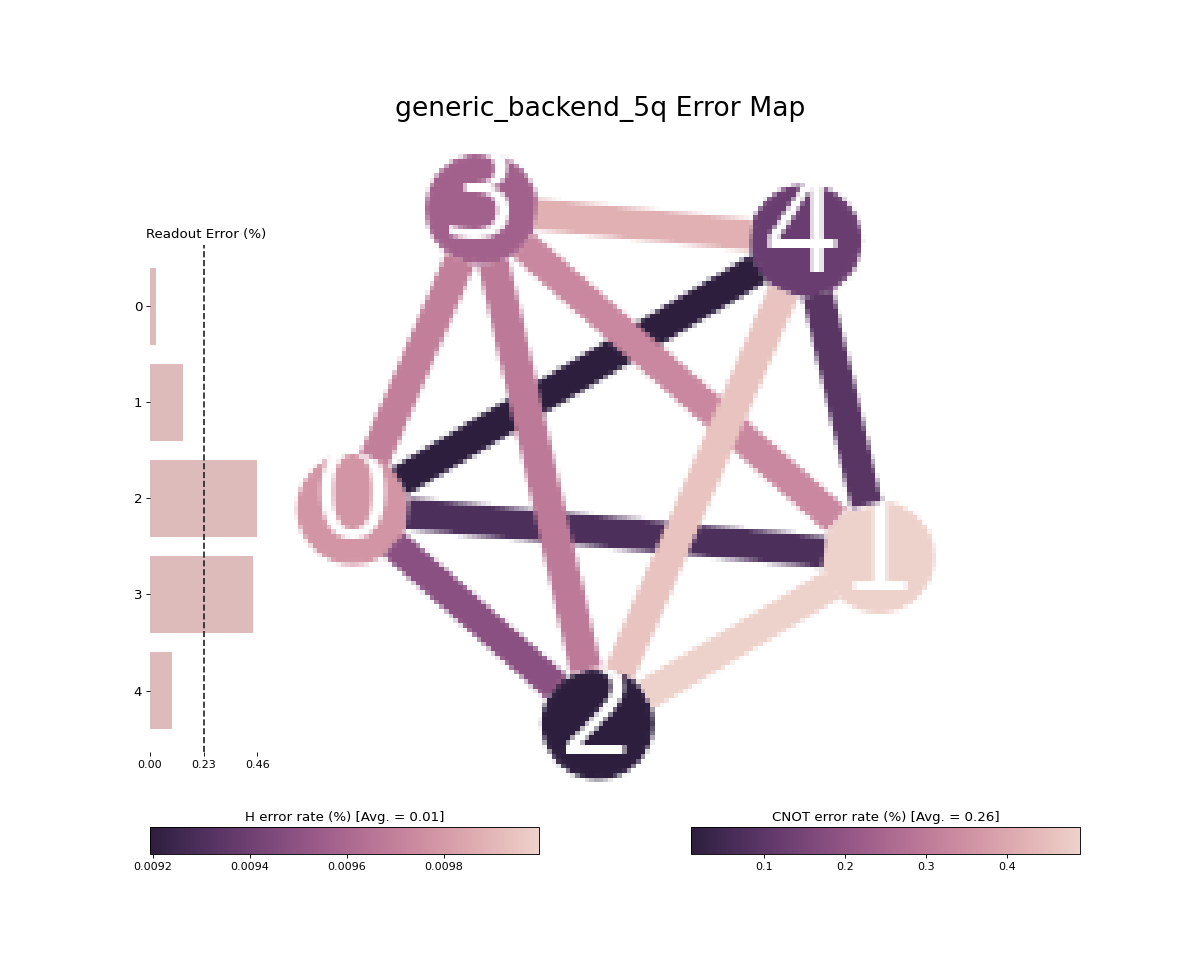 generic_backend_5q Error Map
3
4
Readout Error (%)
0
1
2
3
4
0
1
2
0.00 0.23 0.46
H error rate (%) [Avg. = 0.01]
0.0092 0.0094 0.0096 0.0098
CNOT error rate (%) [Avg. = 0.26]
0.1 0.2 0.3 0.4